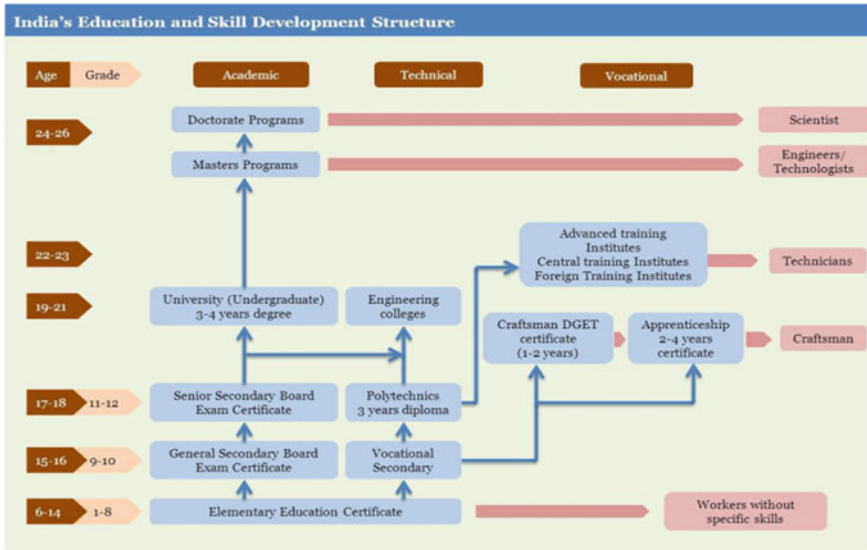 India's Education and Skill Development Structure
Age
Grade
Academic
Technical
Vocational
24-26
Doctorate Programs
Scientist
Masters Programs
Engineers/
Technologists
22-23
Advanced training
Institutes
Central training Institutes
Foreign Training Institutes
Technicians
19-21
University (Undergraduate)
3-4 years degree
Engineering
colleges
Craftsman DGET
certificate
(1-2 years)
Apprenticeship
2-4 years
certificate
Craftsman
17-18
11-12
Senior Secondary Board
Exam Certificate
Polytechnics
3 years diploma
15-16
9-10
General Secondary Board
Exam Certificate
Vocational
Secondary
6-14
1-8
Elementary Education Certificate
Workers without
specific skills